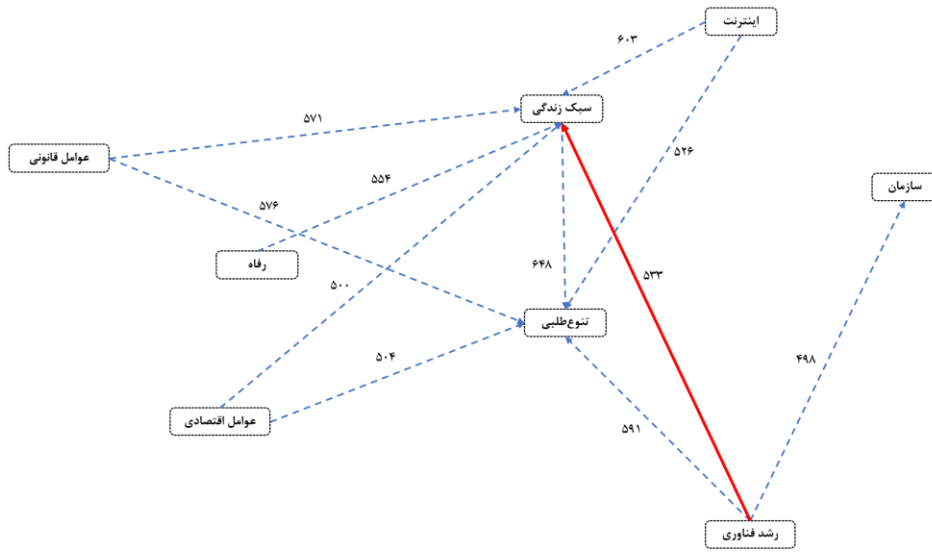 اینترنت
۶۰۳
سبک زندگی
۵۷۱
۵۲۶
عوامل قانونی
۵۵۴
سازمان
۵۷۶
رفاه
۶۴۸
۵۳۳
۵۰۰
تنوع‌طلبی
۵۰۴
۴۹۸
عوامل اقتصادی
۵۹۱
رشد فناوری